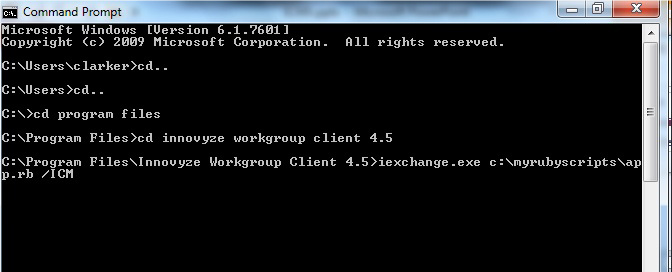 Command Prompt
Microsoft Windows [Version 6.1.7601]
Copyright (c) 2009 Microsoft Corporation.  All rights reserved.
C:\Users\clarker>cd..
C:\Users>cd..
C:\>cd program files
C:\Program Files>cd innovyze workgroup client 4.5
C:\Program Files\Innovyze Workgroup Client 4.5>iexchange.exe c:\myrubyscripts\ap
p.rb /ICM